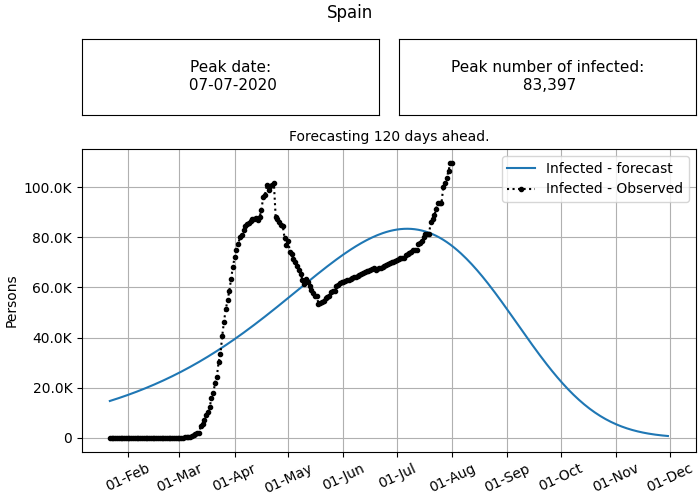 Spain
Peak date:
07-07-2020
Peak number of infected:
83,397
Forecasting 120 days ahead.
Infected - forecast
Infected - Observed
Persons
100.0K
80.0K
60.0K
40.0K
20.0K
0
01-Feb
01-Mar
01-Apr
01-May
01-Jun
01-Jul
01-Aug
01-Sep
01-Oct
01-Nov
01-Dec